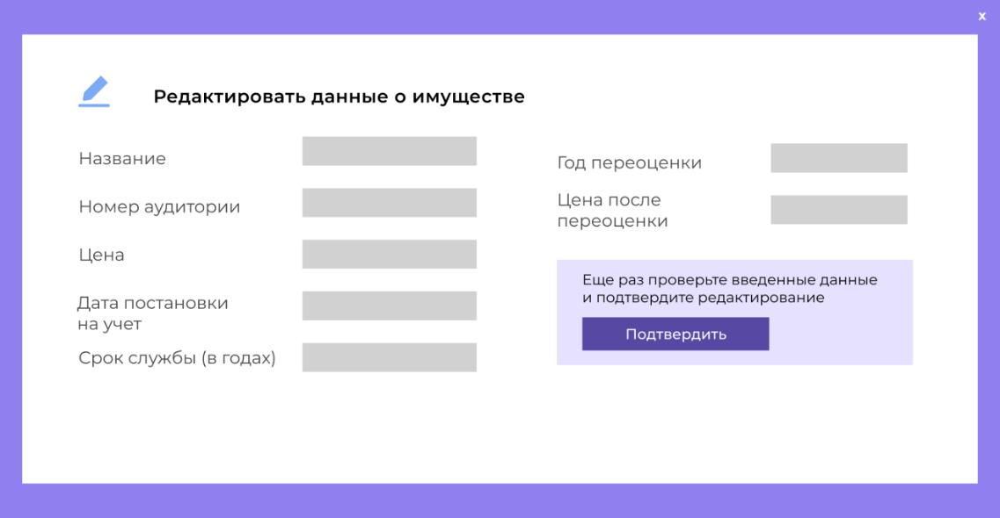 x
Редактировать данные о имуществе
Название
Номер аудитории
Цена
Дата постановки
на учет
Срок службы (в годах)
Год переоценки
Цена после
переоценки
Еще раз проверьте введенные данные
и подтвердите редактирование
Подтвердить